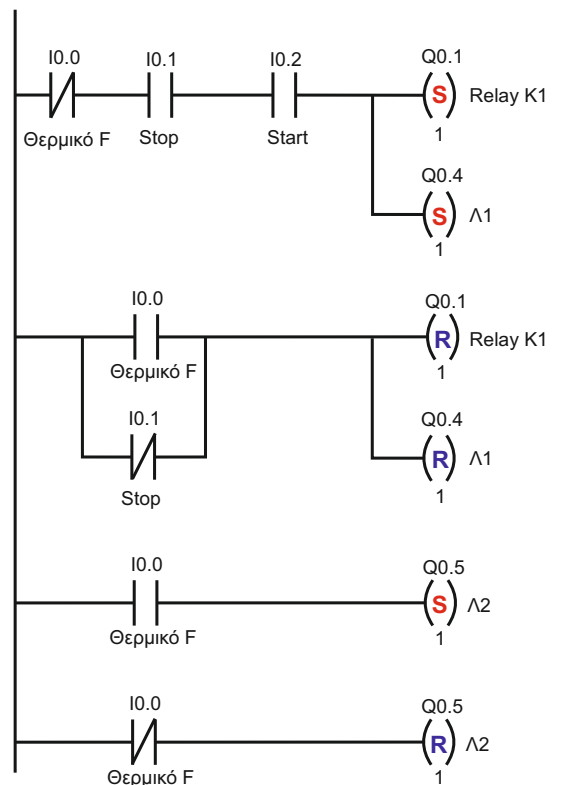 I0.0 I0.1 I0.2 Q0.1
S Relay K1
Θερμικό F Stop Start 1
Q0.4
S Λ1
1
I0.0 Q0.1
R Relay K1
Θερμικό F 1
I0.1 Q0.4
R Λ1
Stop 1
I0.0 Q0.5
S Λ2
Θερμικό F 1
I0.0 Q0.5
R Λ2
Θερμικό F 1